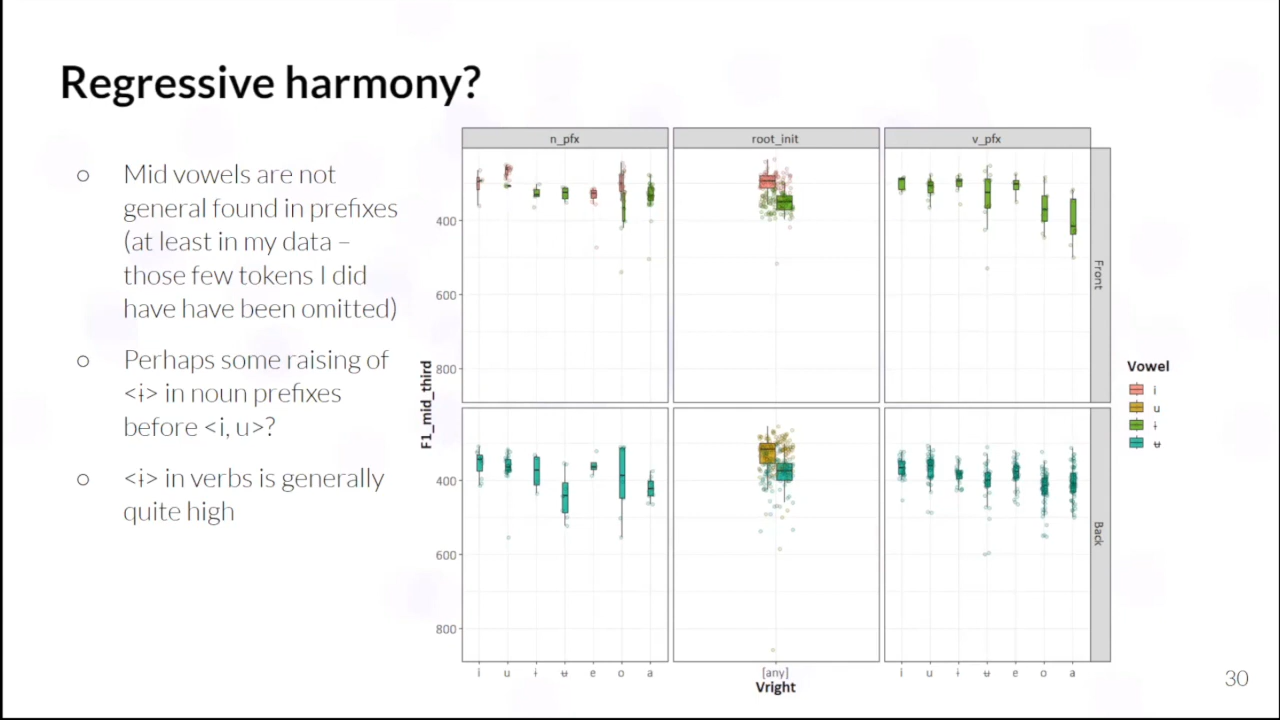 Regressive harmony?
○ Mid vowels are not
general found in prefixes
(at least in my data –
those few tokens I did
have have been omitted)
○ Perhaps some raising of
<ɨ> in noun prefixes
before <i, u>?
○ <ɨ> in verbs is generally
quite high
n_pfx root_init v_pfx
400
600
800
Front
F1_mid_third
400
600
800
Back
i u ɨ ʉ e o a [any] i u ɨ ʉ e o a
Vright
Vowel
i
u
ɨ
ʉ
30